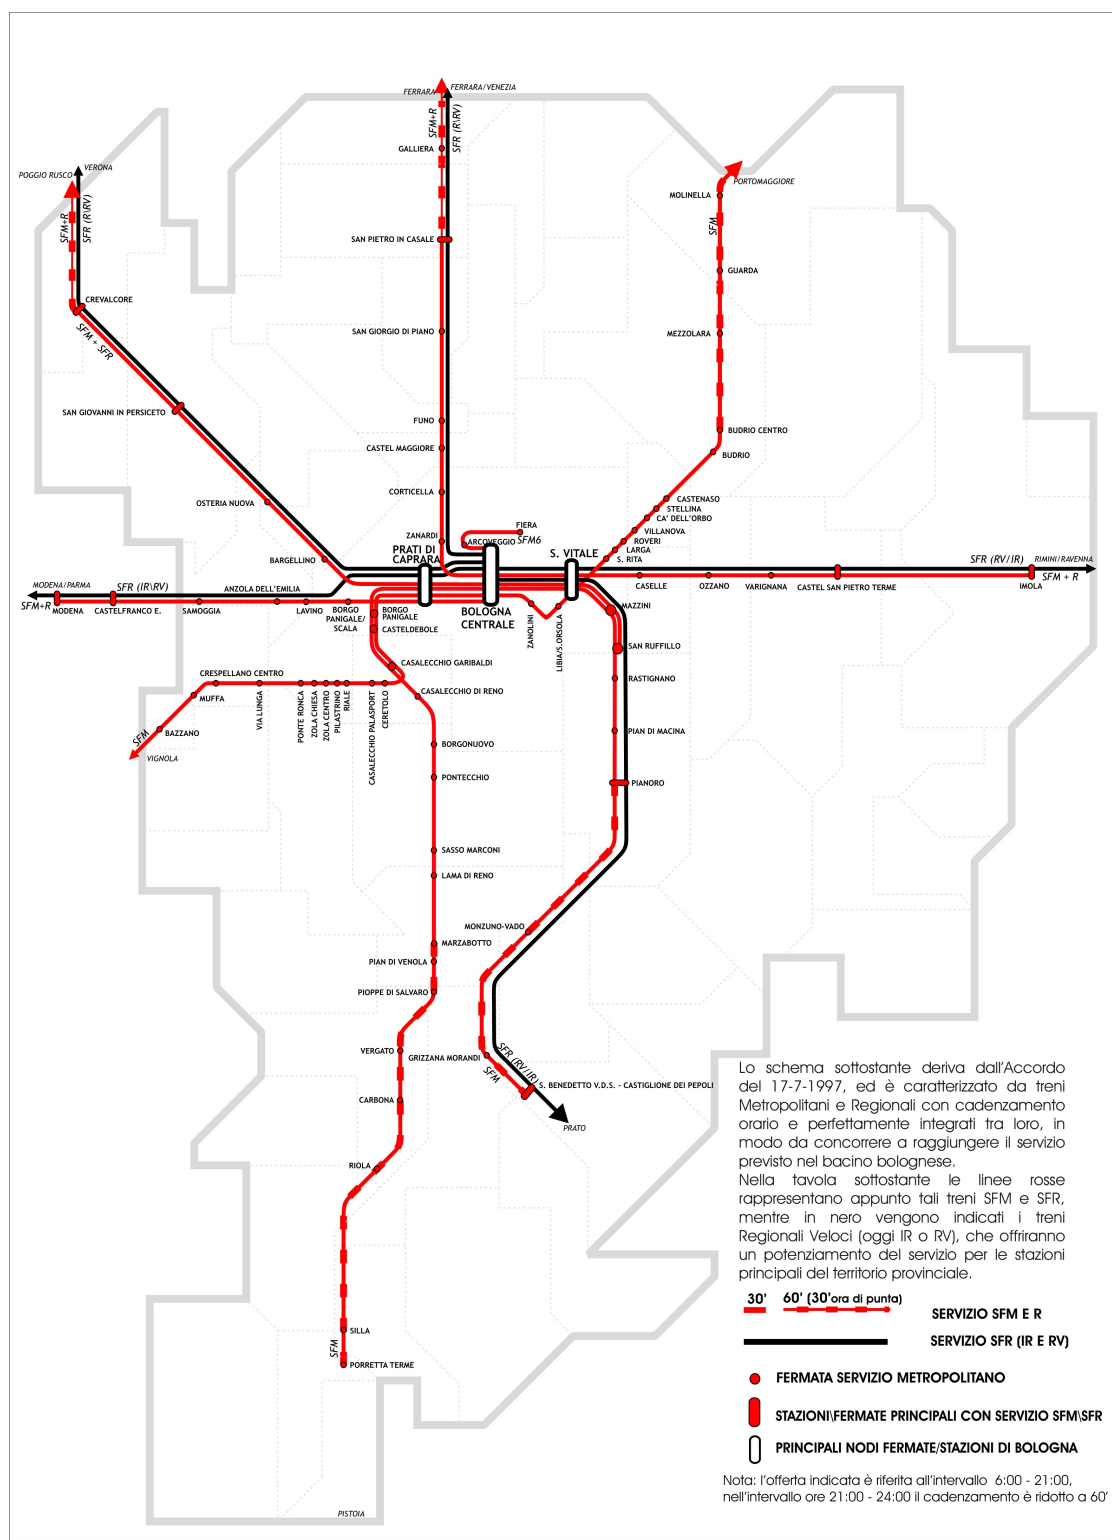 FERRARA
FERRARA/VENEZIA
SFM+R
SFR (R\RV)
GALLIERA
POGGIO RUSCO
VERONA
SFM+R
SFR (R\RV)
PORTOMAGGIORE
MOLINELLA
SFM
SAN PIETRO IN CASALE
GUARDA
CREVALCORE
SFM + SFR
SAN GIORGIO DI PIANO
MEZZOLARA
SAN GIOVANNI IN PERSICETO
FUNO
BUDRIO CENTRO
CASTEL MAGGIORE
BUDRIO
OSTERIA NUOVA
CORTICELLA
CASTENASO
STELLINA
CA' DELL'ORBO
FIERA
SFM6
ZANARDI
ARCOVEGGIO
VILLANOVA
ROVERI
LARGA
S. RITA
BARGELLINO
PRATI DI
CAPRARA
S. VITALE
SFR (RV/IR)
RIMINI/RAVENNA
SFM + R
MODENA/PARMA
SFR (IR\RV)
ANZOLA DELL'EMILIA
CASELLE
OZZANO
VARIGNANA
CASTEL SAN PIETRO TERME
IMOLA
SFM+R
MODENA
CASTELFRANCO E.
SAMOGGIA
LAVINO
BORGO
PANIGALE/
SCALA
BORGO
PANIGALE
CASTELDEBOLE
BOLOGNA
CENTRALE
ZANOLINI
LIBIA/S.ORSOLA
MAZZINI
SAN RUFFILLO
CASALECCHIO GARIBALDI
CRESPELLANO CENTRO
RASTIGNANO
CASALECCHIO DI RENO
MUFFA
VIA LUNGA
PONTE RONCA
ZOLA CHIESA
ZOLA CENTRO
PILASTRINO
RIALE
CASALECCHIO PALASPORT
CERETOLO
BAZZANO
SFM
VIGNOLA
PIAN DI MACINA
BORGONUOVO
PONTECCHIO
PIANORO
SASSO MARCONI
LAMA DI RENO
MONZUNO-VADO
MARZABOTTO
PIAN DI VENOLA
PIOPPE DI SALVARO
VERGATO
GRIZZANA MORANDI
SFR (RV/IR)
SFM
S. BENEDETTO V.D.S. - CASTIGLIONE DEI PEPOLI
PRATO
CARBONA
RIOLA
SILLA
SFM
PORRETTA TERME
PISTOIA
Lo schema sottostante deriva dall'Accordo
del 17-7-1997, ed è caratterizzato da treni
Metropolitani e Regionali con cadenzamento
orario e perfettamente integrati tra loro, in
modo da concorrere a raggiungere il servizio
previsto nel bacino bolognese.
Nella tavola sottostante le linee rosse
rappresentano appunto tali treni SFM e SFR,
mentre in nero vengono indicati i treni
Regionali Veloci (oggi IR o RV), che offriranno
un potenziamento del servizio per le stazioni
principali del territorio provinciale.
30' 60' (30'ora di punta)
SERVIZIO SFM E R
SERVIZIO SFR (IR E RV)
FERMATA SERVIZIO METROPOLITANO
STAZIONI\FERMATE PRINCIPALI CON SERVIZIO SFM\SFR
PRINCIPALI NODI FERMATE/STAZIONI DI BOLOGNA
Nota: l'offerta indicata è riferita all'intervallo 6:00 - 21:00,
nell'intervallo ore 21:00 - 24:00 il cadenzamento è ridotto a 60'